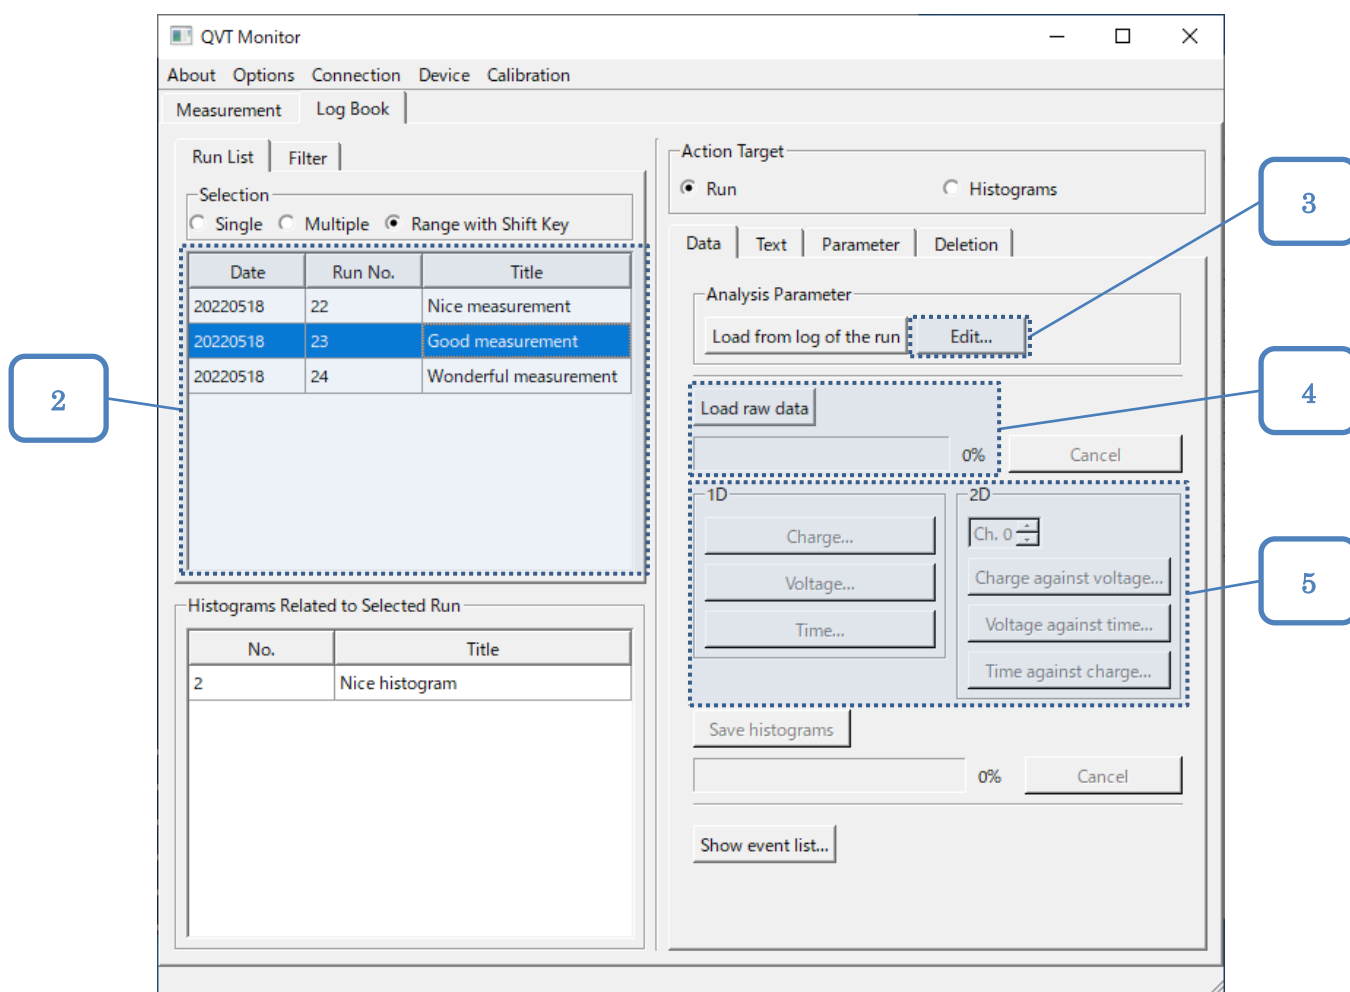 QVT Monitor
About Options Connection Device Calibration
Measurement Log Book
Run List Filter
Selection
Single Multiple Range with Shift Key
Date Run No. Title
20220518 22 Nice measurement
20220518 23 Good measurement
20220518 24 Wonderful measurement
2
Histograms Related to Selected Run
No. Title
2 Nice histogram
Action Target
Run Histograms
3
Data Text Parameter Deletion
Analysis Parameter
Load from log of the run Edit...
Load raw data
4
0% Cancel
1D
Charge...
Voltage...
Time...
2D
Ch. 0
Charge against voltage...
Voltage against time...
Time against charge...
5
Save histograms
0% Cancel
Show event list...